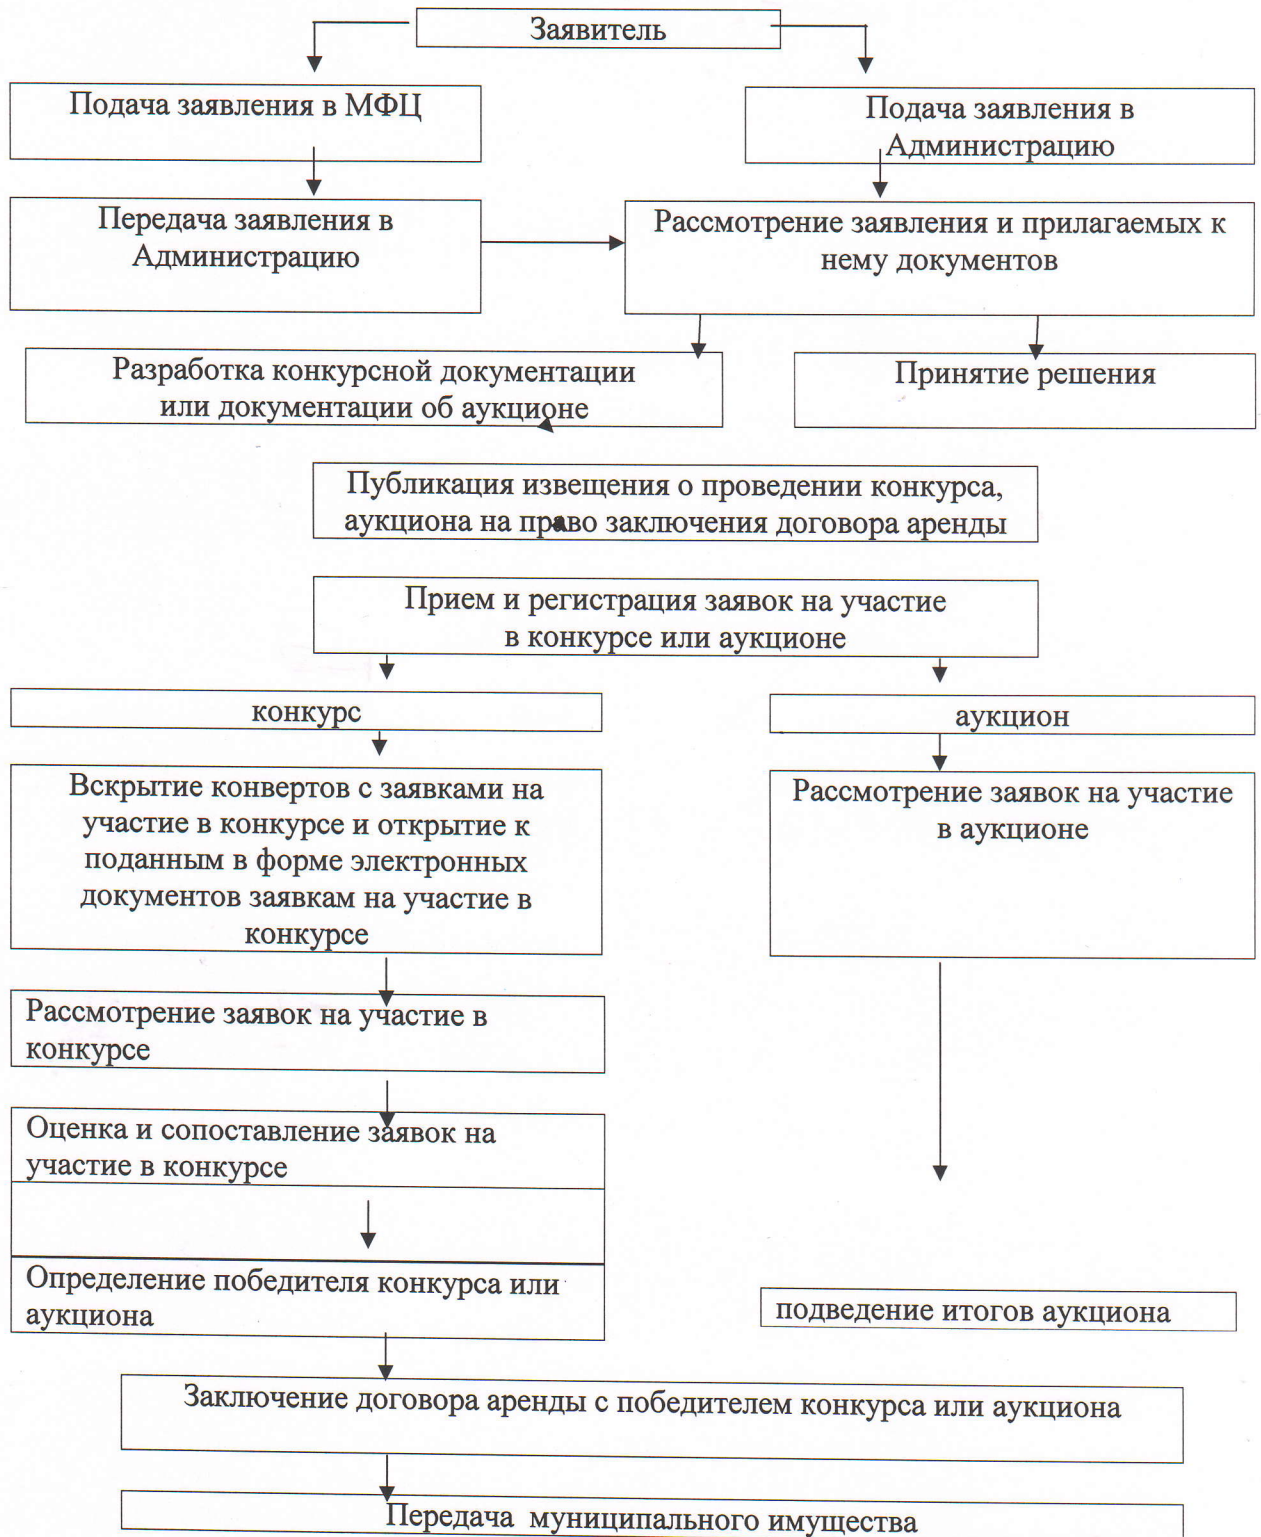 Заявитель
Подача заявления в МФЦ
Подача заявления в
Администрацию
Передача заявления в
Администрацию
Рассмотрение заявления и прилагаемых к
нему документов
Разработка конкурсной документации
или документации об аукционе
Принятие решения
Публикация извещения о проведении конкурса,
аукциона на право заключения договора аренды
Прием и регистрация заявок на участие
в конкурсе или аукционе
конкурс
аукцион
Вскрытие конвертов с заявками на
участие в конкурсе и открытие к
поданным в форме электронных
документов заявкам на участие в
конкурсе
Рассмотрение заявок на участие
в аукционе
Рассмотрение заявок на участие в
конкурсе
Оценка и сопоставление заявок на
участие в конкурсе
Определение победителя конкурса или
аукциона
подведение итогов аукциона
Заключение договора аренды с победителем конкурса или аукциона
Передача муниципального имущества